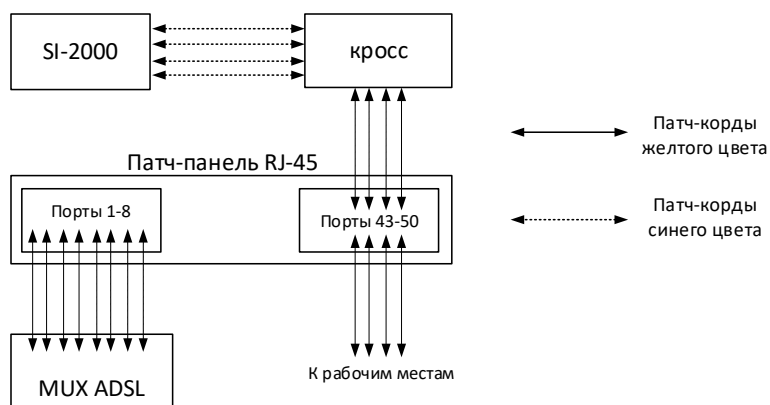 SI-2000
кросс
Патч-корды
желтого цвета
Патч-панель RJ-45
Порты 1-8
Порты 43-50
Патч-корды
синего цвета
К рабочим местам
MUX ADSL